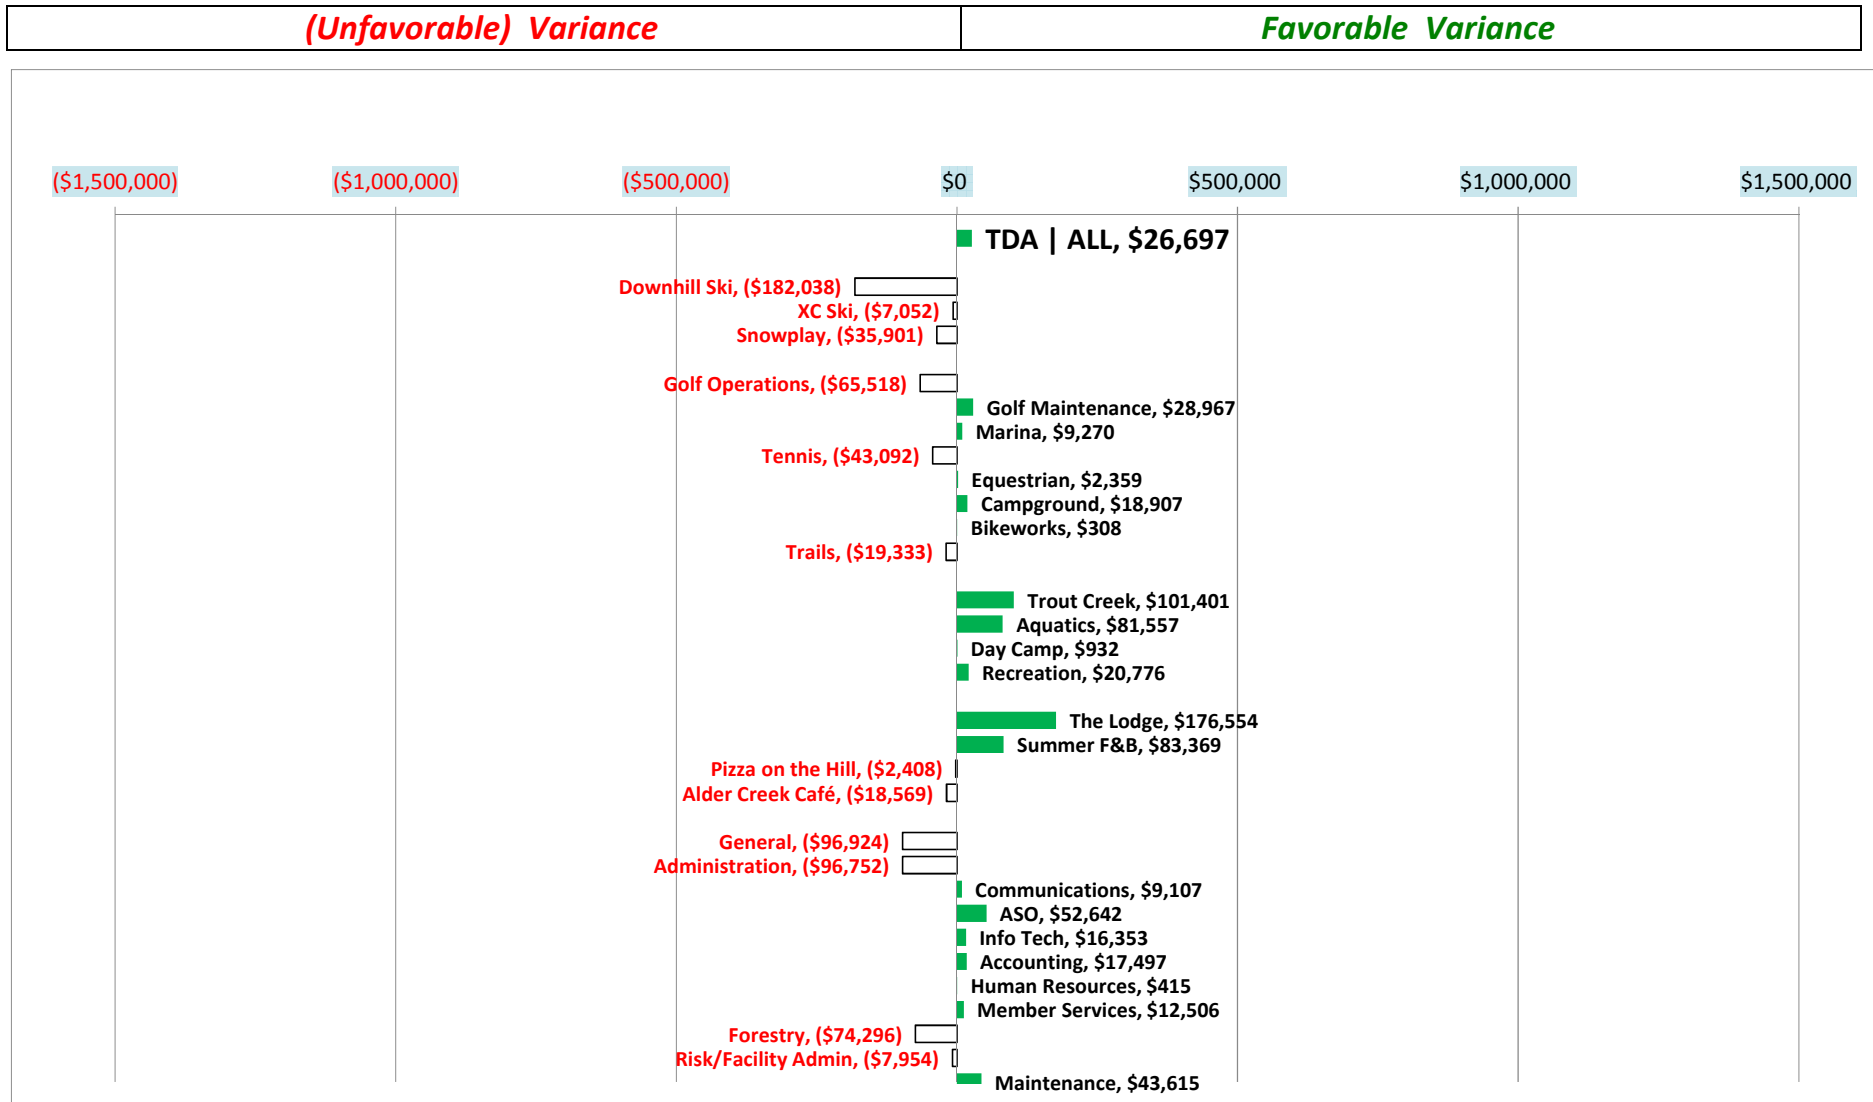 (Unfavorable) Variance Favorable Variance
($1,500,000) ($1,000,000) ($500,000) $0 $500,000 $1,000,000 $1,500,000
TDA | ALL, $26,697
Downhill Ski, ($182,038)
XC Ski, ($7,052)
Snowplay, ($35,901)
Golf Operations, ($65,518)
Golf Maintenance, $28,967
Marina, $9,270
Tennis, ($43,092)
Equestrian, $2,359
Campground, $18,907
Bikeworks, $308
Trails, ($19,333)
Trout Creek, $101,401
Aquatics, $81,557
Day Camp, $932
Recreation, $20,776
The Lodge, $176,554
Summer F&B, $83,369
Pizza on the Hill, ($2,408)
Alder Creek Café, ($18,569)
General, ($96,924)
Administration, ($96,752)
Communications, $9,107
ASO, $52,642
Info Tech, $16,353
Accounting, $17,497
Human Resources, $415
Member Services, $12,506
Forestry, ($74,296)
Risk/Facility Admin, ($7,954)
Maintenance, $43,615